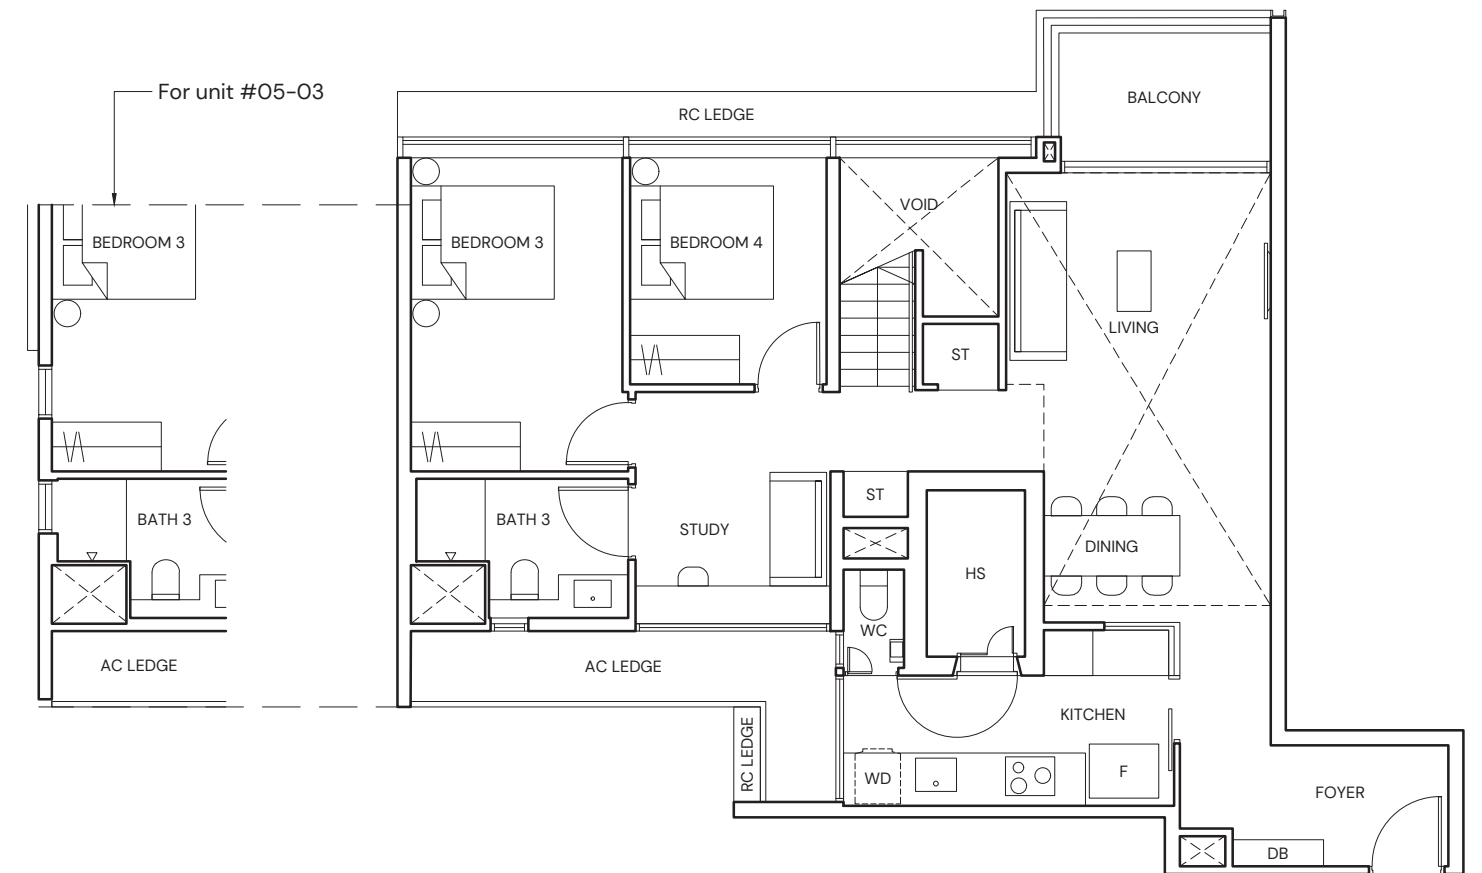 For unit #05-03
BALCONY
RC LEDGE
VOID
BEDROOM 3
BEDROOM 3
BEDROOM 4
LIVING
ST
ST
BATH 3
BATH 3
STUDY
DINING
HS
WC
AC LEDGE
AC LEDGE
KITCHEN
RC LEDGE
WD
F
FOYER
DB